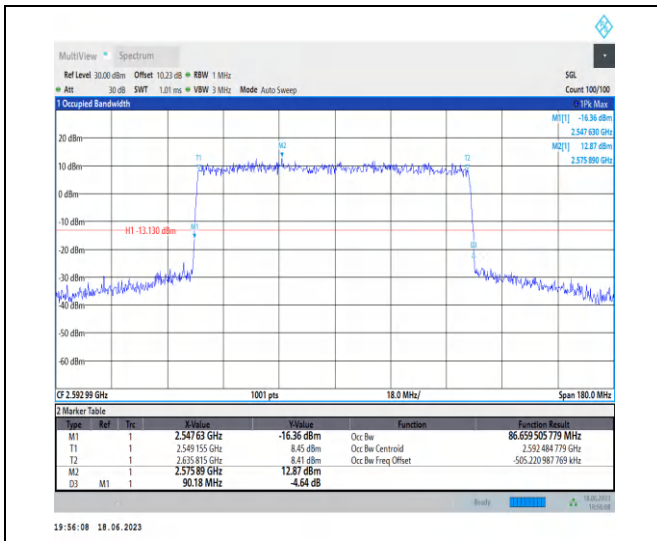 MultiView Spectrum
Ref Level 30.00 dBm Offset 10.23 dB RBW 1 MHz SGL
Att 30 dB SWT 1.01 ms VBW 3 MHz Mode Auto Sweep Count 100/100
1 Occupied Bandwidth 1Pk Max
M1[1] -16.36 dBm
2.547 630 GHz
M2[1] 12.87 dBm
2.575 890 GHz
20 dBm
M2
T1 T2
10 dBm
0 dBm
-10 dBm
H1 -13.130 dBm
M1
-20 dBm
D3
-30 dBm
-40 dBm
-50 dBm
-60 dBm
CF 2.592 99 GHz 1001 pts 18.0 MHz/ Span 180.0 MHz
2 Marker Table
Type Ref Trc X-Value Y-Value Function Function Result
M1 1 2.547 63 GHz -16.36 dBm Occ Bw 86.659 505 779 MHz
T1 1 2.549 155 GHz 8.45 dBm Occ Bw Centroid 2.592 484 779 GHz
T2 1 2.635 815 GHz 8.41 dBm Occ Bw Freq Offset -505.220 987 769 kHz
M2 1 2.575 89 GHz 12.87 dBm
D3 M1 1 90.18 MHz -4.64 dB
Ready 18.06.2023
19:56:08
19:56:08 18.06.2023